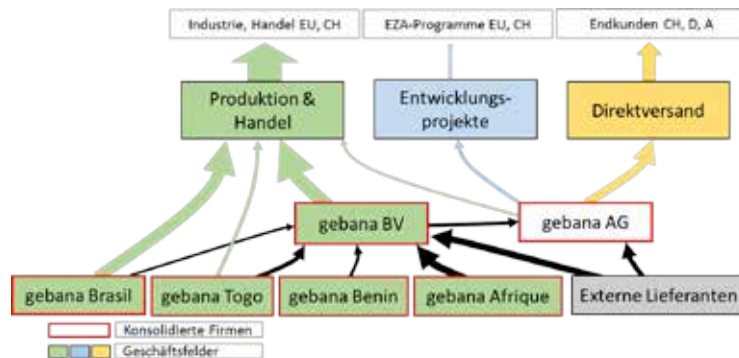 Industrie, Handel EU, CH
EZA-Programme EU, CH
Endkunden CH, D, A
Produktion &
Handel
Entwicklungs-
projekte
Direktversand
gebana BV
gebana AG
gebana Brasil
gebana Togo
gebana Benin
gebana Afrique
Externe Lieferanten
Konsolidierte Firmen
Geschäftsfelder